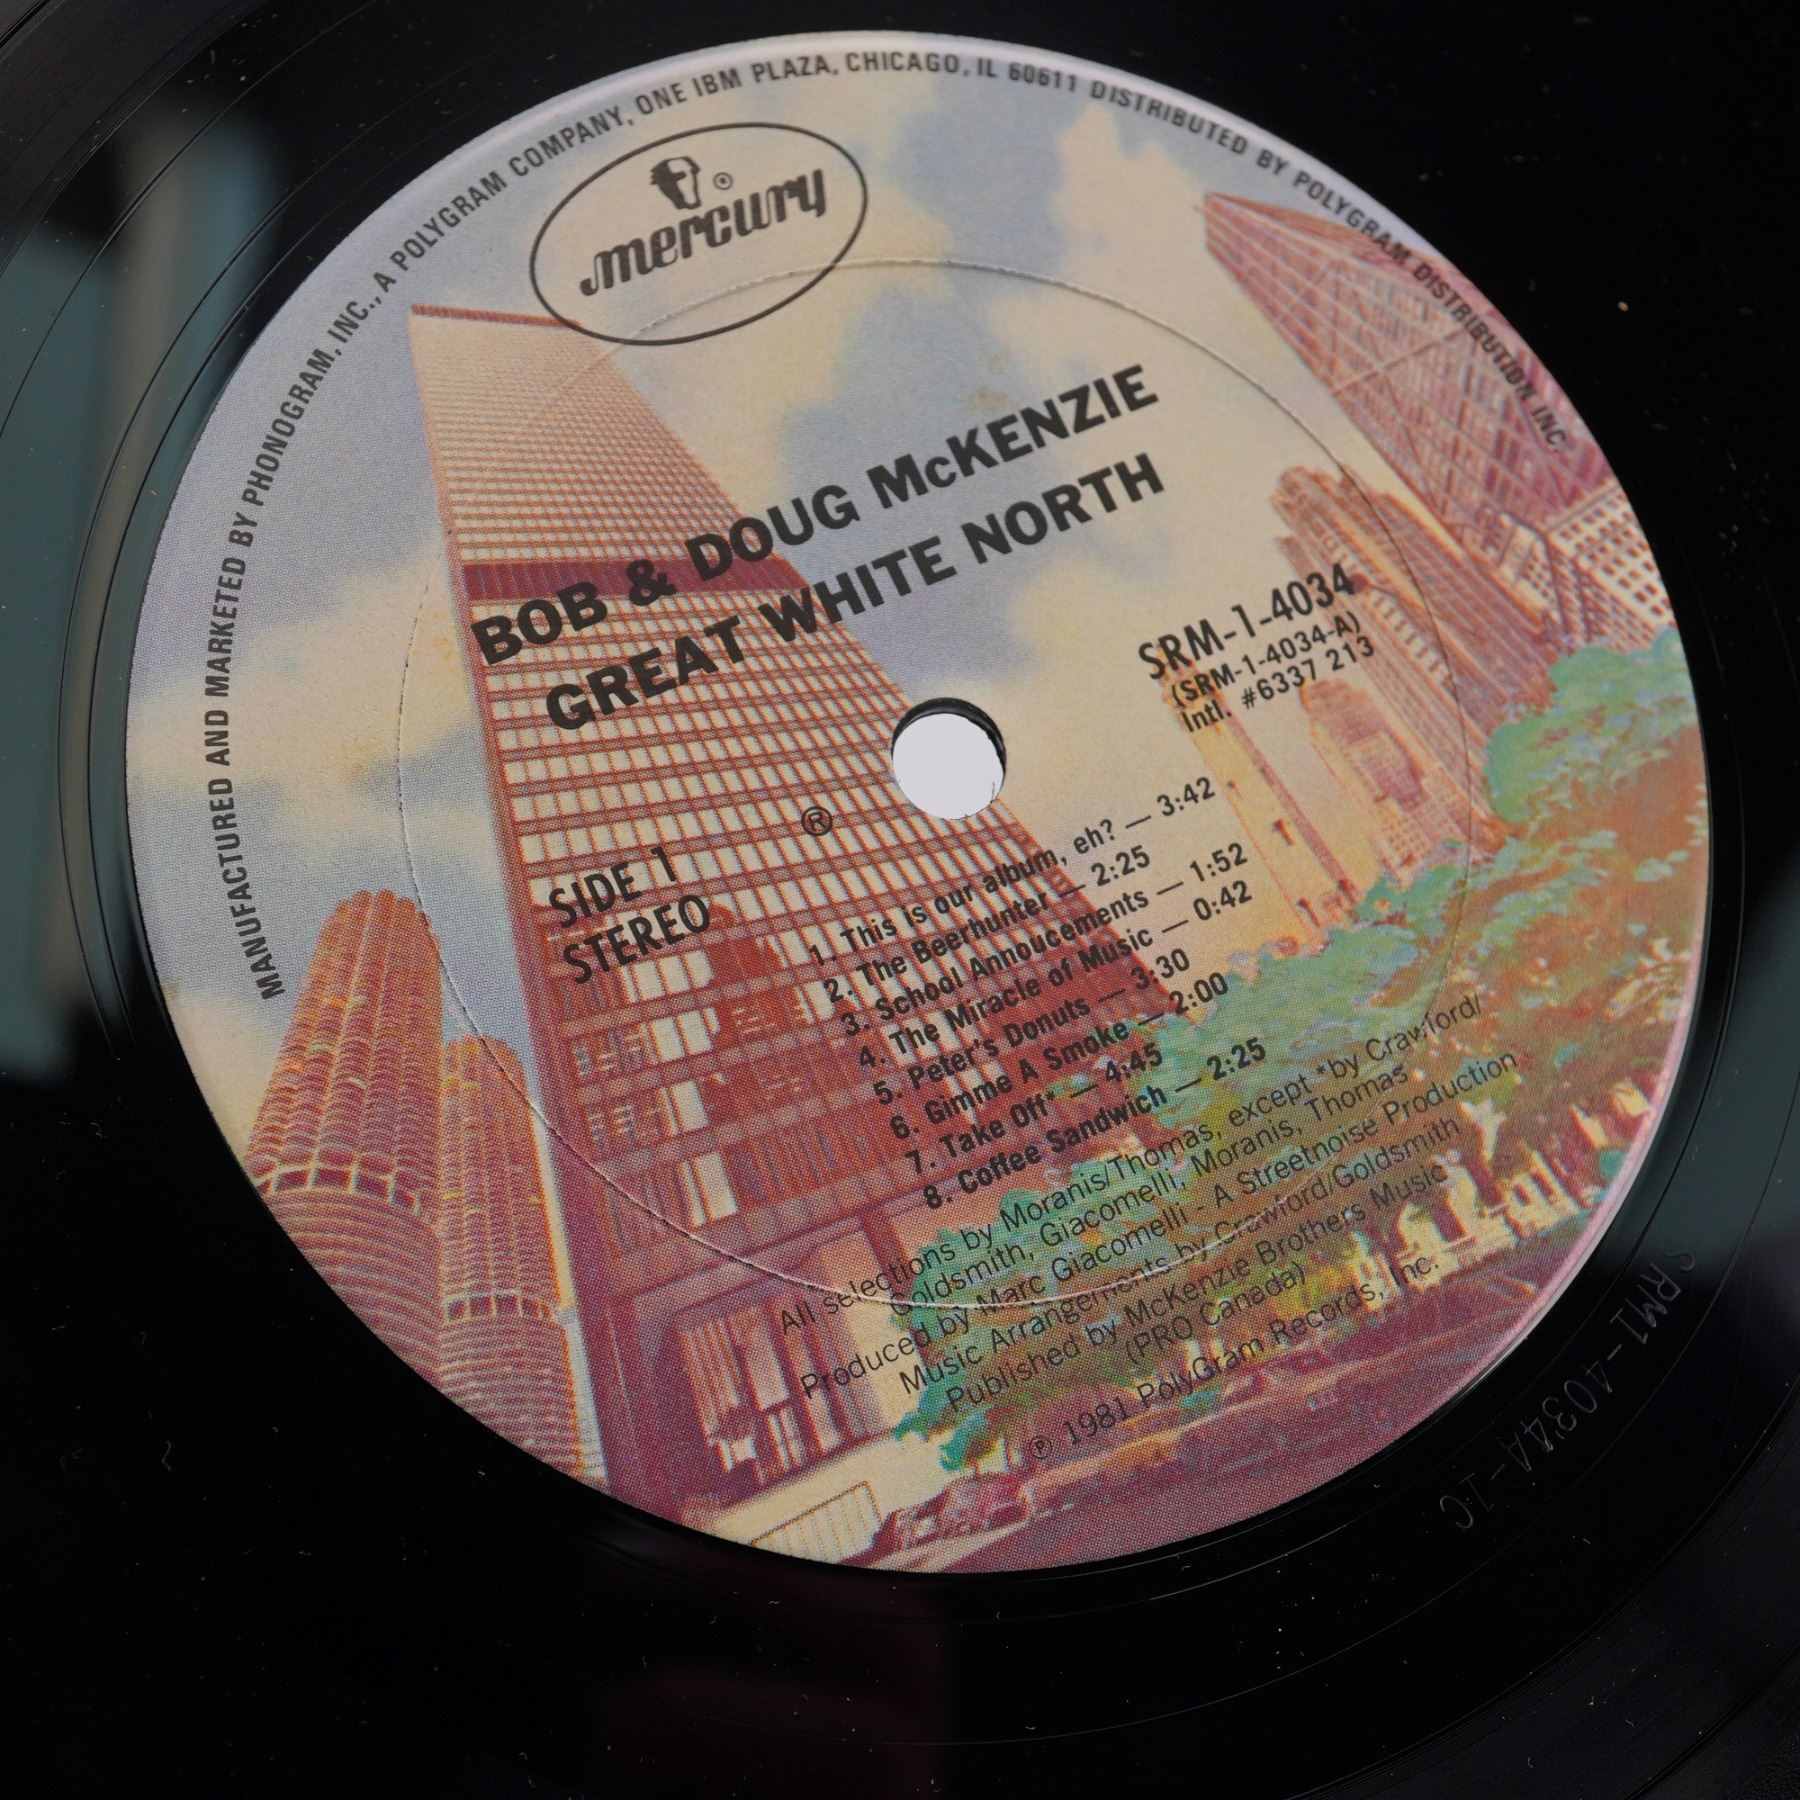 MANUFACTURED AND MARKETED BY PHONOGRAM, INC., A POLYGRAM COMPANY, ONE IBM PLAZA, CHICAGO, IL 60611 DISTRIBUTED BY POLYGRAM DISTRIBUTION INC.
mercury ®
BOB & DOUG McKENZIE
GREAT WHITE NORTH
SRM-1-4034
(SRM-1-4034-A)
Intl. #6337 213
®
SIDE 1
STEREO
1. This is our album, eh? — 3:42
2. The Beerhunter — 2:25
3. School Annoucements — 1:52
4. The Miracle of Music — 0:42
5. Peter's Donuts — 3:30
6. Gimme A Smoke — 2:00
7. Take Off* — 4:45
8. Coffee Sandwich — 2:25
All selections by Moranis/Thomas, except *by Crawford/
Goldsmith, Giacomelli, Moranis, Thomas
Produced by Marc Giacomelli - A Streetnoise Production
Music Arrangements by Crawford/Goldsmith
Published by McKenzie Brothers Music
(PRO Canada)
℗ 1981 PolyGram Records, Inc.
SRM1-4034A-1C